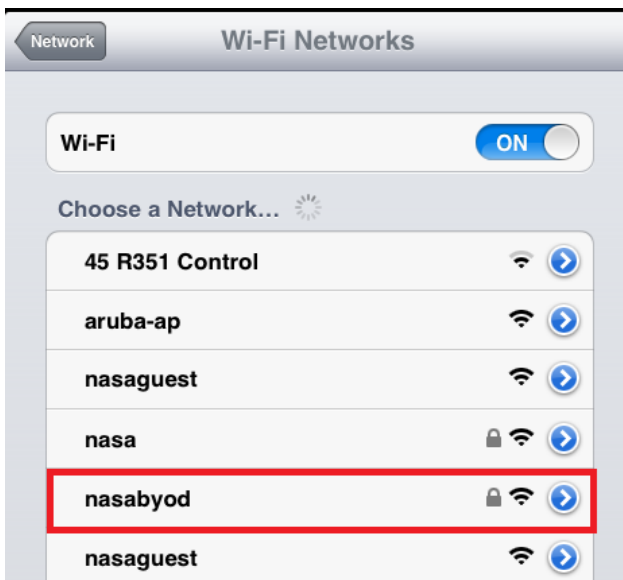 Network
Wi-Fi Networks
Wi-Fi
ON
Choose a Network...
45 R351 Control
aruba-ap
nasaguest
nasa
nasabyod
nasaguest